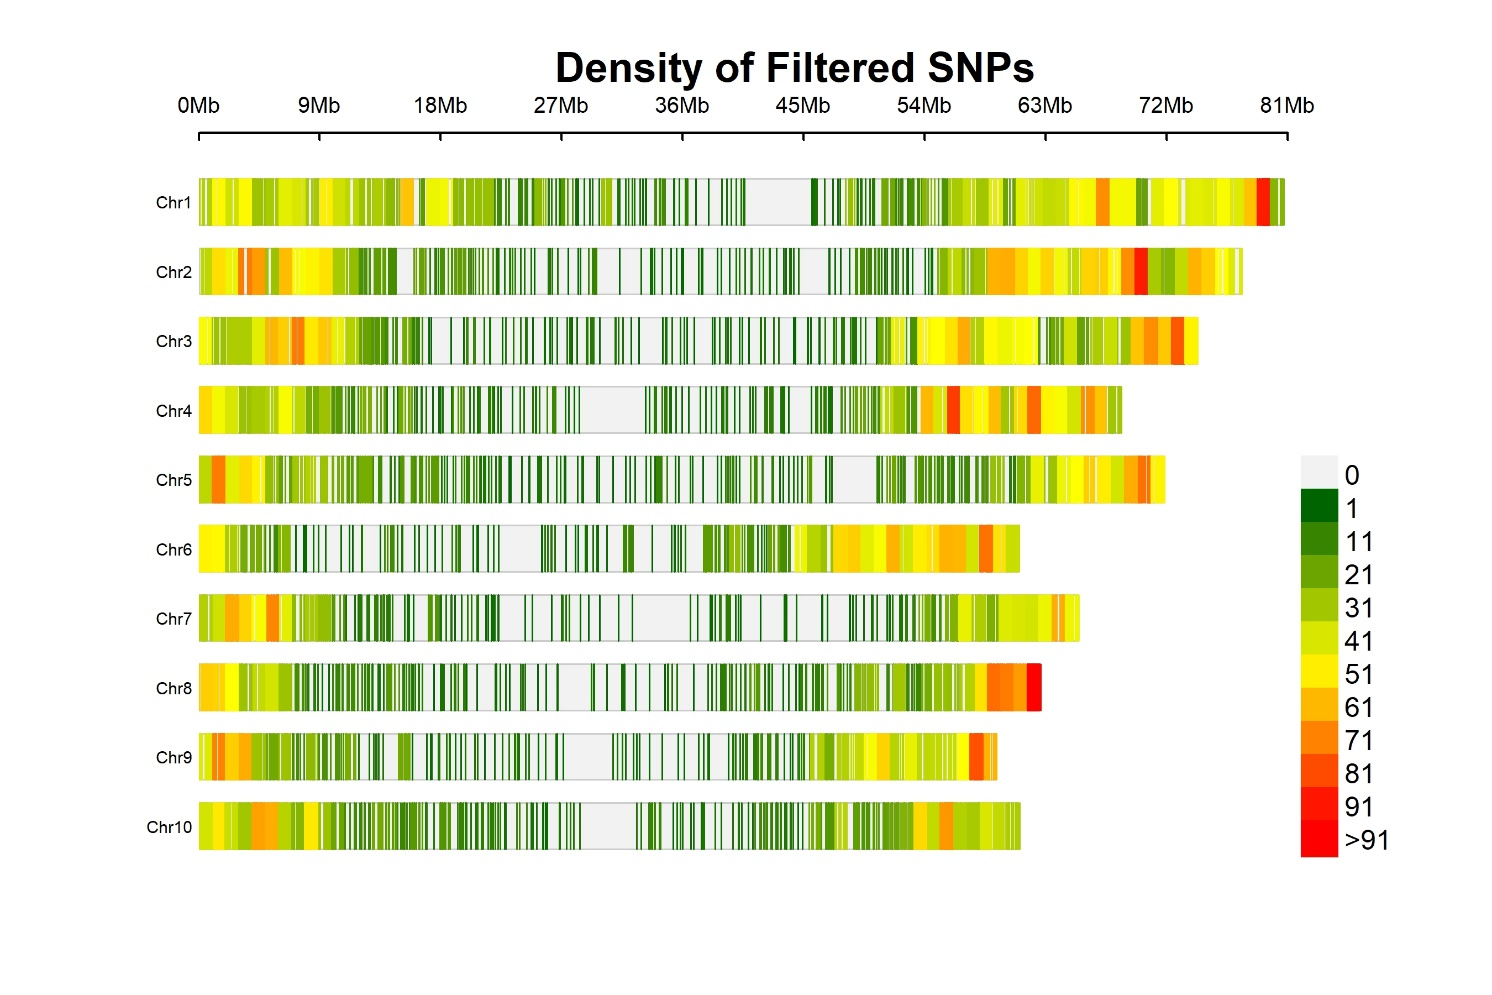 Density of Filtered SNPs
0Mb 9Mb 18Mb 27Mb 36Mb 45Mb 54Mb 63Mb 72Mb 81Mb
Chr1
Chr2
Chr3
Chr4
Chr5
Chr6
Chr7
Chr8
Chr9
Chr10
0
1
11
21
31
41
51
61
71
81
91
>91